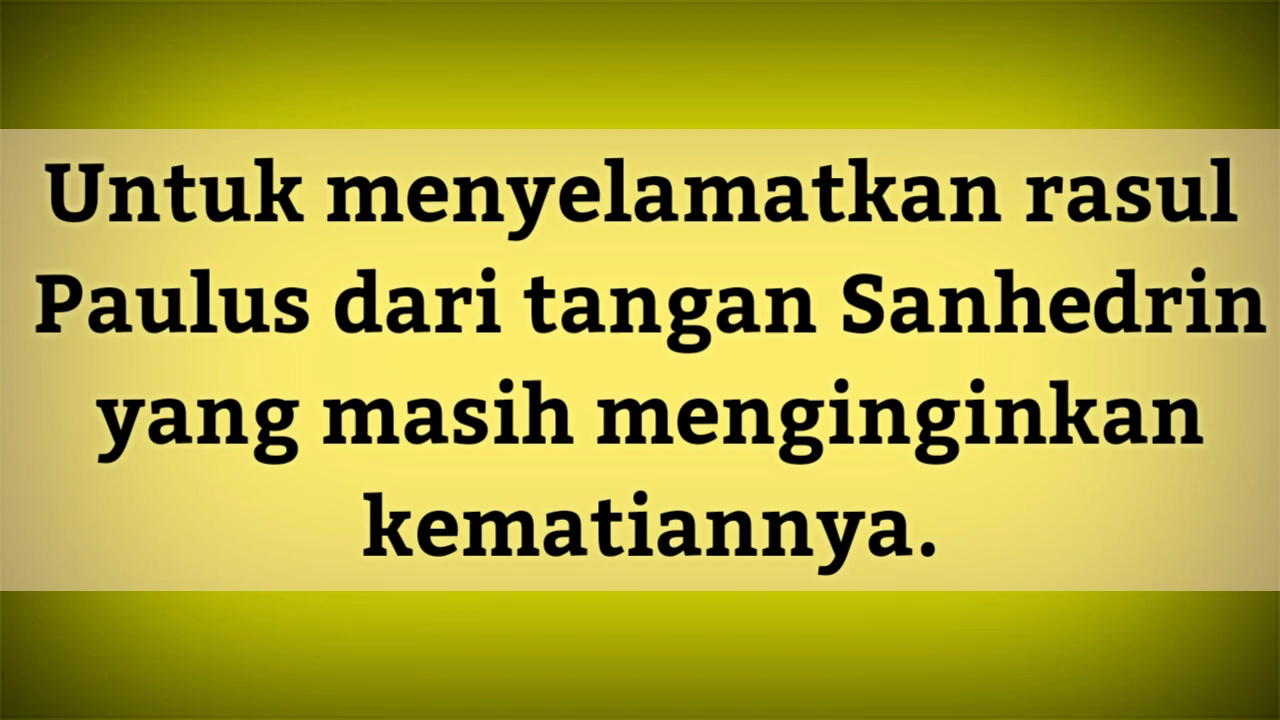 Untuk menyelamatkan rasul
Paulus dari tangan Sanhedrin
yang masih menginginkan
kematiannya.